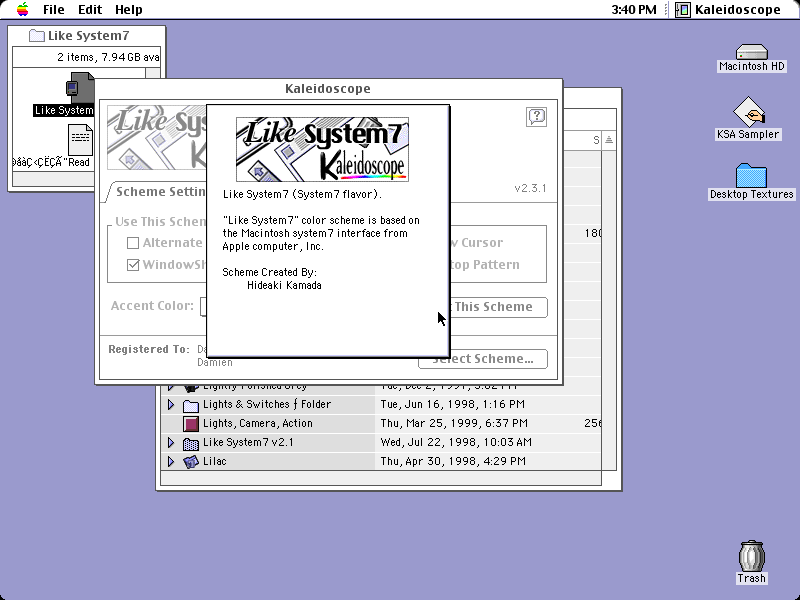 File Edit Help
3:40 PM
Kaleidoscope
Like System7
2 items, 7.94 GB ava
Like System
"Read
Kaleidoscope
Like Sy
K
Like System7
Kaleidoscope
Like System7 (System7 flavor).
"Like System7" color scheme is based on
the Macintosh system7 interface from
Apple computer, Inc.
Scheme Created By:
Hideaki Kamada
v2.3.1
Scheme Settin
Use This Schem
Alternate
WindowSh
w Cursor
top Pattern
Accent Color:
This Scheme
Registered To:
Damien
Select Scheme...
S
180
Lightly Polished Grey
Tue, Dec 2, 1997, 3:02 PM
Lights & Switches ƒ Folder
Tue, Jun 16, 1998, 1:16 PM
Lights, Camera, Action
Thu, Mar 25, 1999, 6:37 PM
256
Like System7 v2.1
Wed, Jul 22, 1998, 10:03 AM
Lilac
Thu, Apr 30, 1998, 4:29 PM
Macintosh HD
KSA Sampler
Desktop Textures
Trash